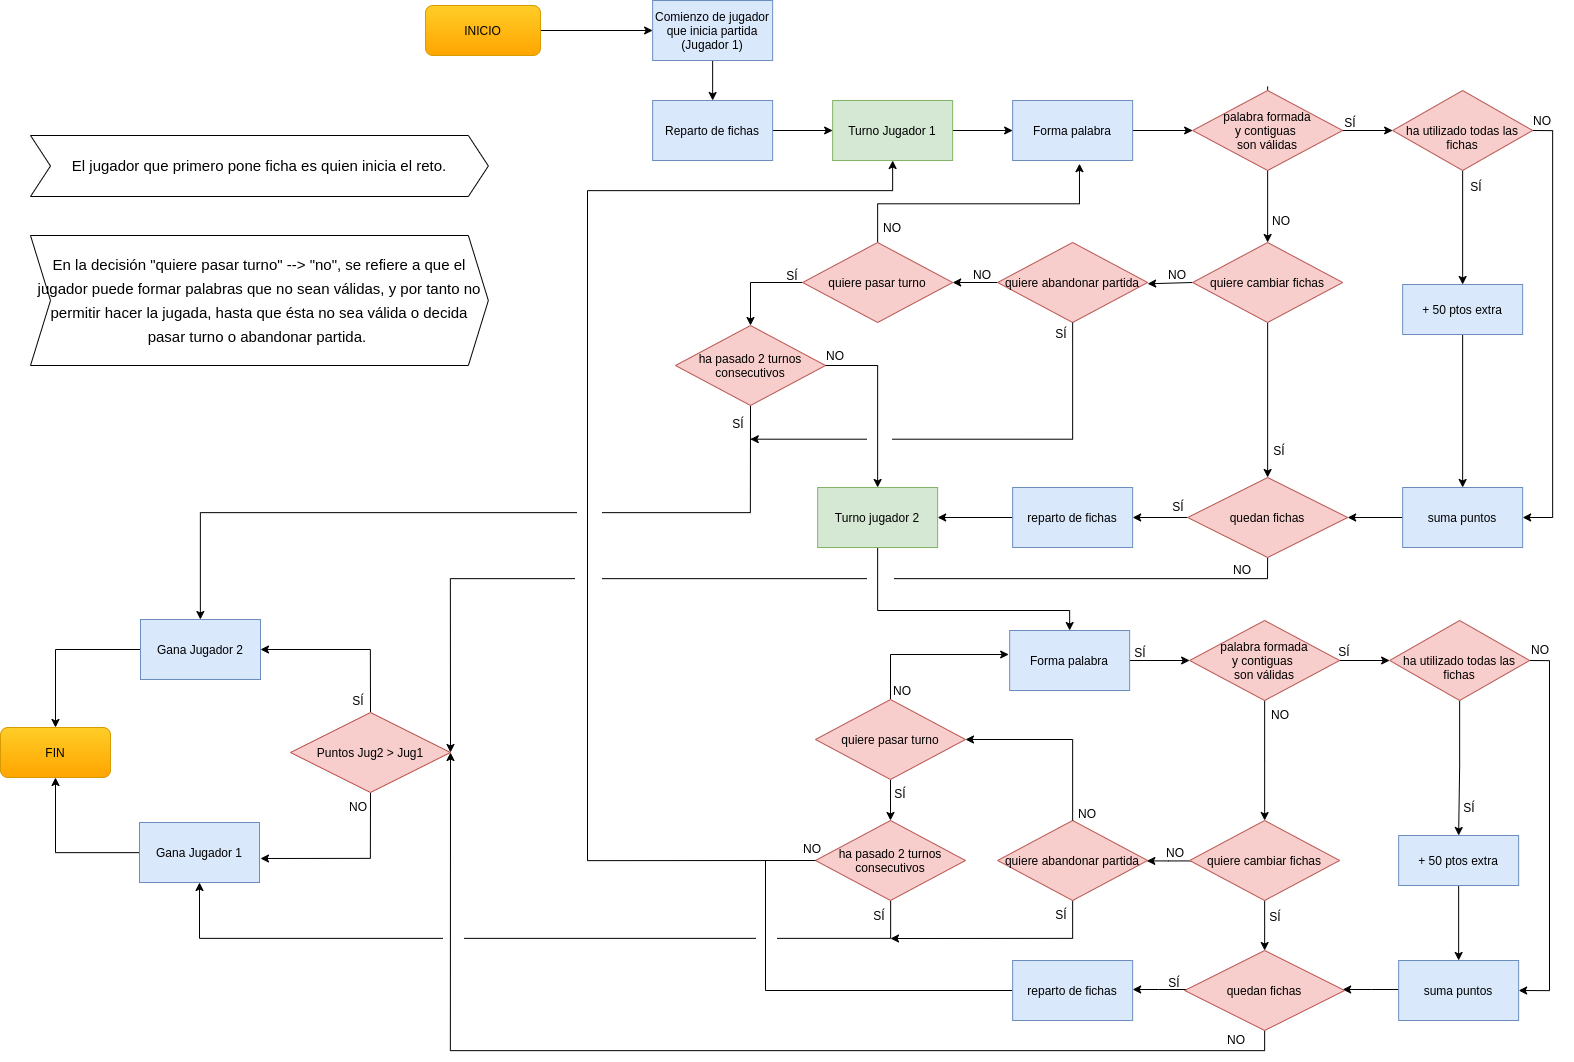 INICIO
Comienzo de jugador
que inicia partida
(Jugador 1)
Reparto de fichas
Turno Jugador 1
Forma palabra
palabra formada
y contiguas
son válidas
SÍ
ha utilizado todas las
fichas
NO
El jugador que primero pone ficha es quien inicia el reto.
SÍ
NO
NO
En la decisión "quiere pasar turno" --> "no", se refiere a que el
jugador puede formar palabras que no sean válidas, y por tanto no
permitir hacer la jugada, hasta que ésta no sea válida o decida
pasar turno o abandonar partida.
SÍ
quiere pasar turno
NO
quiere abandonar partida
NO
quiere cambiar fichas
+ 50 ptos extra
SÍ
ha pasado 2 turnos
consecutivos
NO
SÍ
SÍ
Turno jugador 2
reparto de fichas
SÍ
quedan fichas
suma puntos
NO
Gana Jugador 2
Forma palabra
SÍ
palabra formada
y contiguas
son válidas
SÍ
ha utilizado todas las
fichas
NO
SÍ
NO
NO
FIN
Puntos Jug2 > Jug1
quiere pasar turno
NO
SÍ
NO
SÍ
Gana Jugador 1
NO
ha pasado 2 turnos
consecutivos
quiere abandonar partida
NO
quiere cambiar fichas
+ 50 ptos extra
SÍ
SÍ
SÍ
reparto de fichas
SÍ
quedan fichas
suma puntos
NO